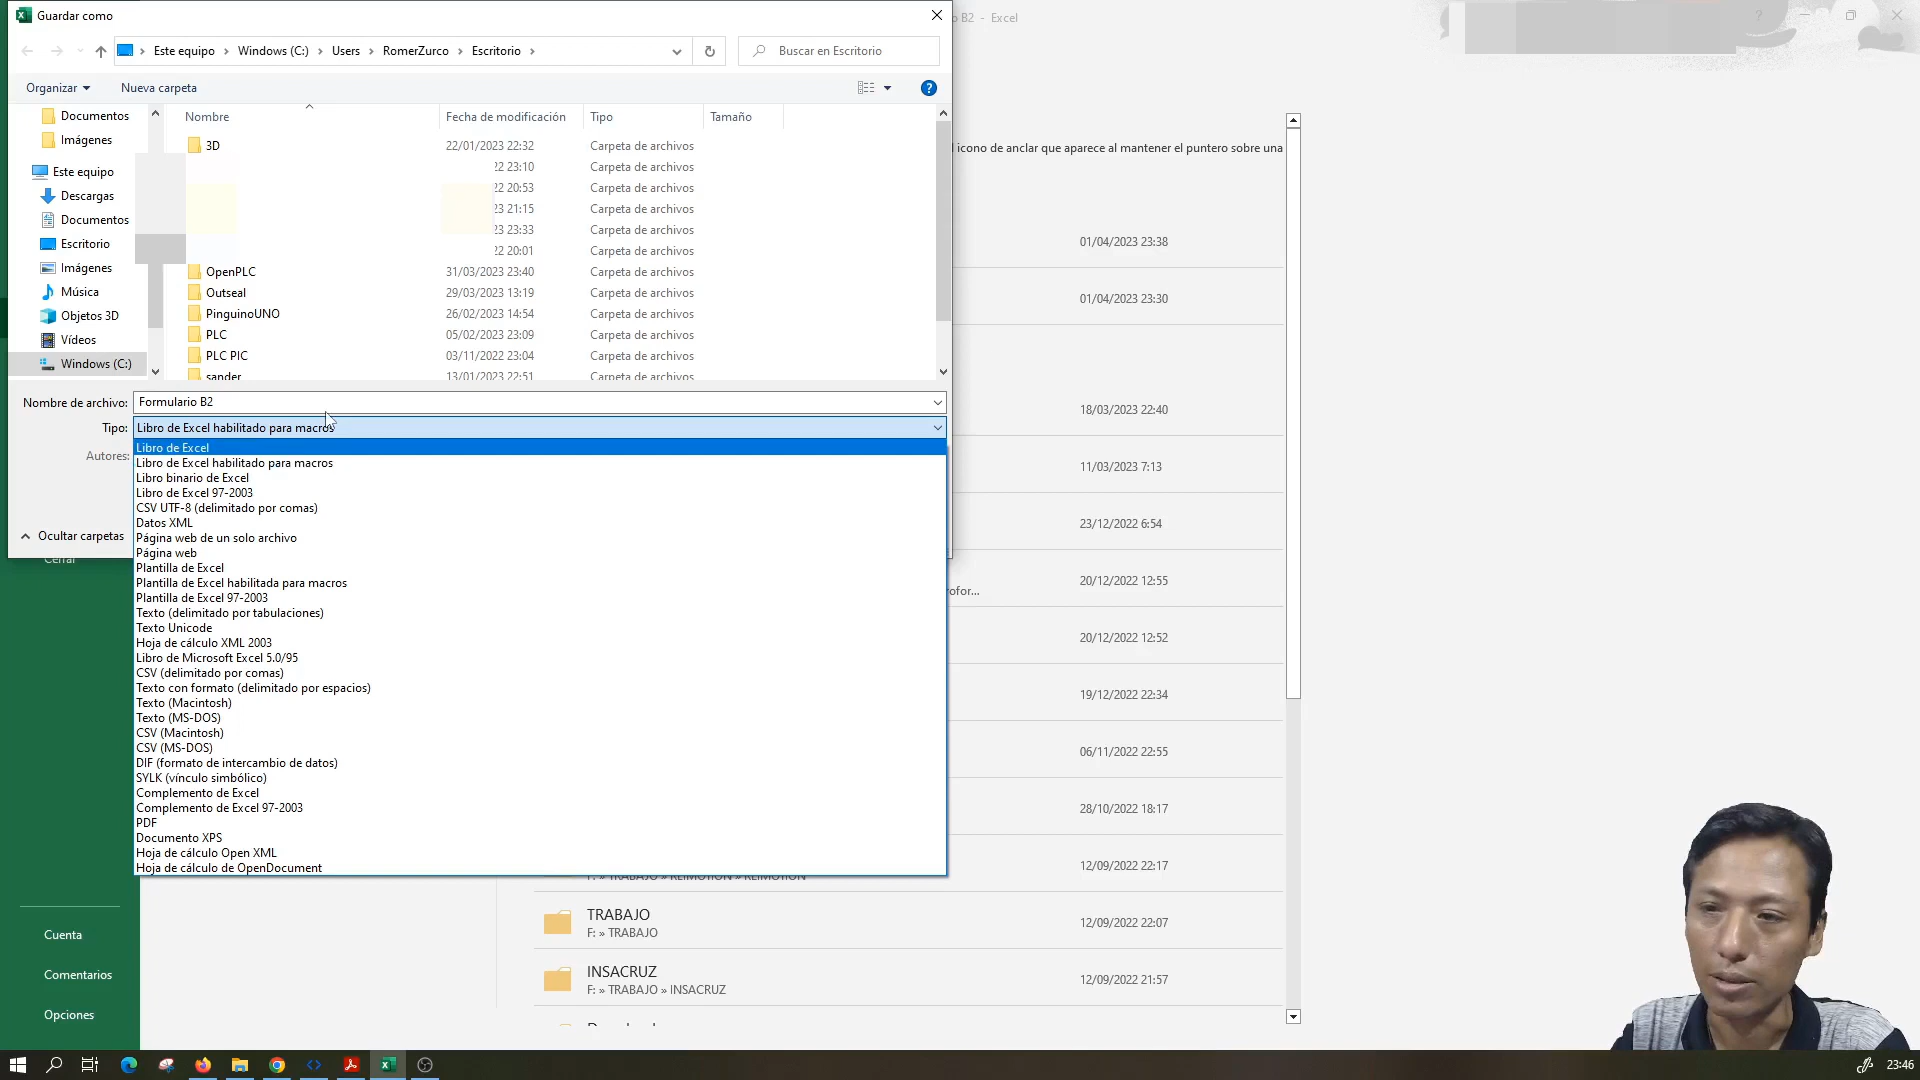 Guardar como
o B2 - Excel
Este equipo > Windows (C:) > Users > RomerZurco > Escritorio >
Buscar en Escritorio
Organizar
Nueva carpeta
Documentos
Imágenes
Este equipo
Descargas
Documentos
Escritorio
Imágenes
Música
Objetos 3D
Vídeos
Windows (C:)
Nombre Fecha de modificación Tipo Tamaño
3D 22/01/2023 22:32 Carpeta de archivos
22 23:10 Carpeta de archivos
22 20:53 Carpeta de archivos
23 21:15 Carpeta de archivos
23 23:33 Carpeta de archivos
22 20:01 Carpeta de archivos
OpenPLC 31/03/2023 23:40 Carpeta de archivos
Outseal 29/03/2023 13:19 Carpeta de archivos
PinguinoUNO 26/02/2023 14:54 Carpeta de archivos
PLC 05/02/2023 23:09 Carpeta de archivos
PLC PIC 03/11/2022 23:04 Carpeta de archivos
sander 13/01/2023 22:51 Carpeta de archivos
Nombre de archivo: Formulario B2
Tipo: Libro de Excel habilitado para macros
Autores:
Ocultar carpetas
Libro de Excel
Libro de Excel habilitado para macros
Libro binario de Excel
Libro de Excel 97-2003
CSV UTF-8 (delimitado por comas)
Datos XML
Página web de un solo archivo
Página web
Plantilla de Excel
Plantilla de Excel habilitada para macros
Plantilla de Excel 97-2003
Texto (delimitado por tabulaciones)
Texto Unicode
Hoja de cálculo XML 2003
Libro de Microsoft Excel 5.0/95
CSV (delimitado por comas)
Texto con formato (delimitado por espacios)
Texto (Macintosh)
Texto (MS-DOS)
CSV (Macintosh)
CSV (MS-DOS)
DIF (formato de intercambio de datos)
SYLK (vínculo simbólico)
Complemento de Excel
Complemento de Excel 97-2003
PDF
Documento XPS
Hoja de cálculo Open XML
Hoja de cálculo de OpenDocument
Cerrar
Cuenta
Comentarios
Opciones
l icono de anclar que aparece al mantener el puntero sobre una
01/04/2023 23:38
01/04/2023 23:30
18/03/2023 22:40
11/03/2023 7:13
23/12/2022 6:54
20/12/2022 12:55
rofor...
20/12/2022 12:52
19/12/2022 22:34
06/11/2022 22:55
28/10/2022 18:17
12/09/2022 22:17
F: » TRABAJO » REIMOTION » REIMOTION
TRABAJO 12/09/2022 22:07
F: » TRABAJO
INSACRUZ 12/09/2022 21:57
F: » TRABAJO » INSACRUZ
23:46